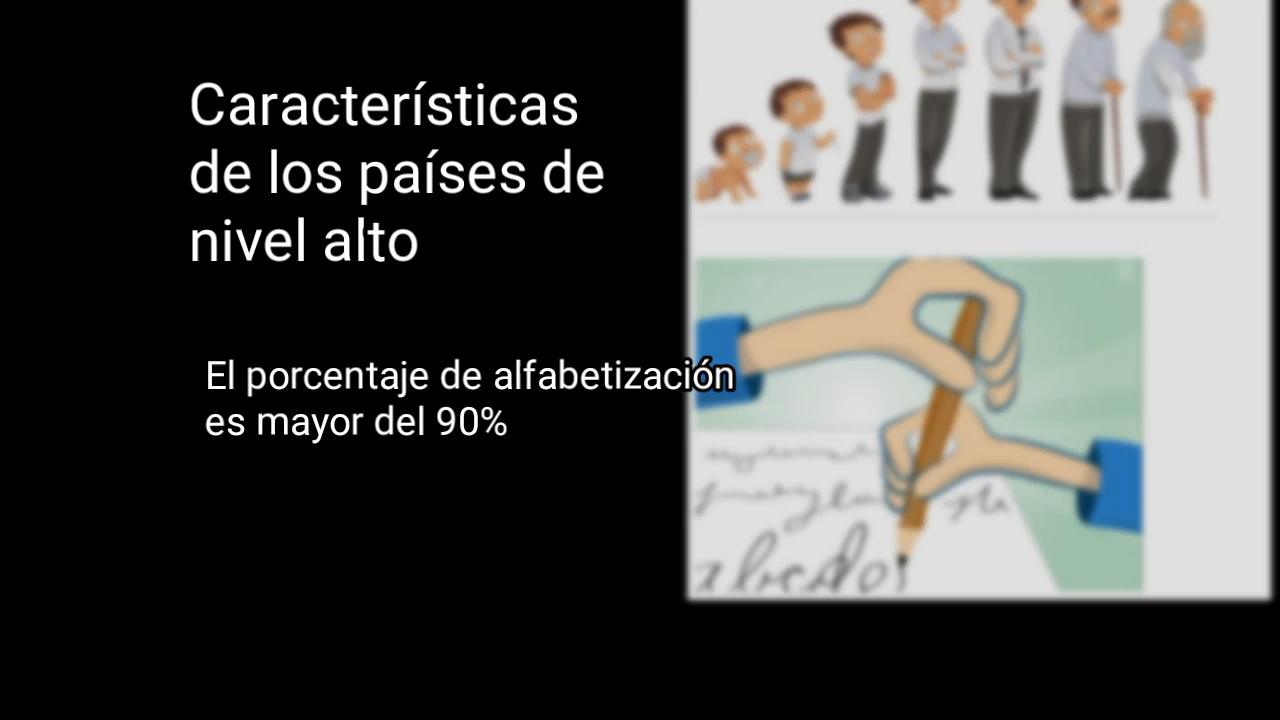 Características
de los países de
nivel alto
El porcentaje de alfabetización
es mayor del 90%